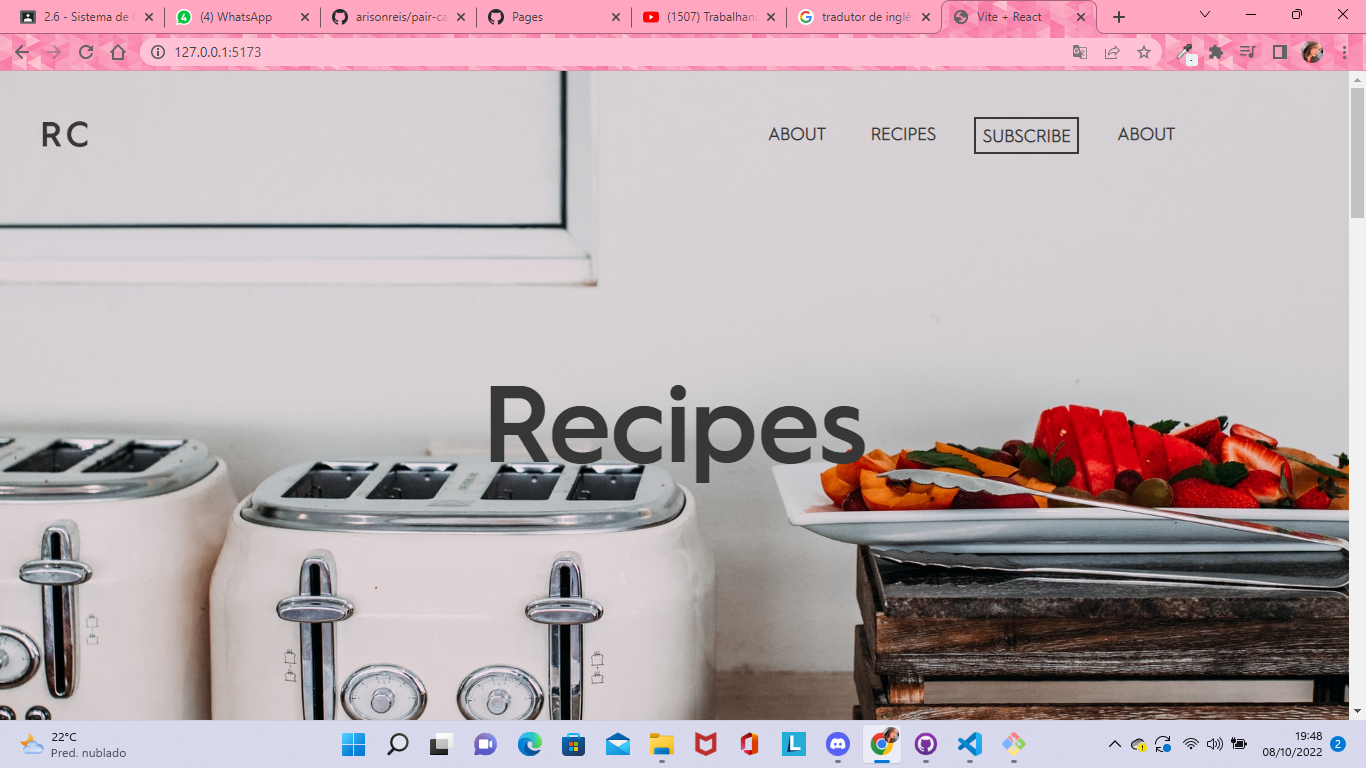 2.6 - Sistema de
(4) WhatsApp
arisonreis/pair-ca
Pages
(1507) Trabalhan
tradutor de inglê
Vite + React
127.0.0.1:5173
RC
ABOUT
RECIPES
SUBSCRIBE
ABOUT
Recipes
22°C
Pred. nublado
19:48
08/10/2022
2